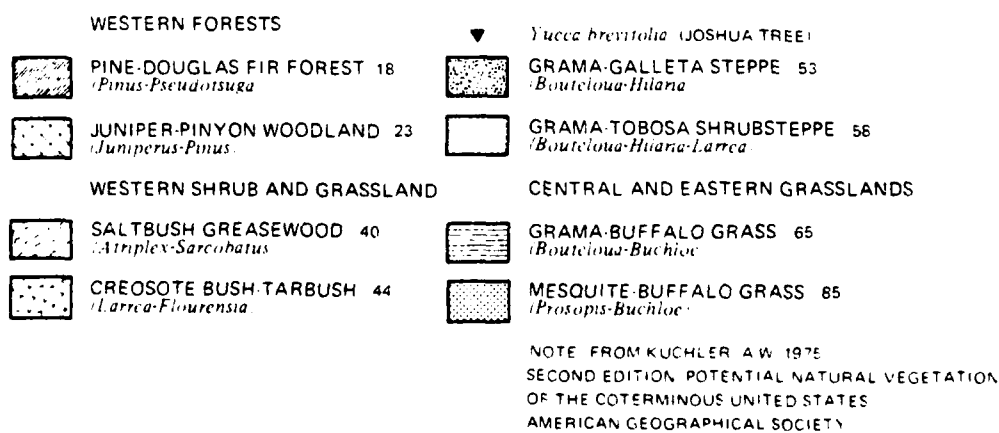 WESTERN FORESTS
PINE-DOUGLAS FIR FOREST 18
(Pinus-Pseudotsuga
JUNIPER-PINYON WOODLAND 23
(Juniperus-Pinus)
WESTERN SHRUB AND GRASSLAND
SALTBUSH GREASEWOOD 40
(Atriplex-Sarcobatus
CREOSOTE BUSH-TARBUSH 44
(Larrea-Flourensia)
Yucca brevifolia (JOSHUA TREE)
GRAMA-GALLETA STEPPE 53
(Bouteloua-Hilaria
GRAMA-TOBOSA SHRUBSTEPPE 58
(Bouteloua-Hilaria-Larrea)
CENTRAL AND EASTERN GRASSLANDS
GRAMA-BUFFALO GRASS 65
(Bouteloua-Buchloe
MESQUITE-BUFFALO GRASS 85
(Prosopis-Buchloe)
NOTE FROM KUCHLER A W 1975
SECOND EDITION POTENTIAL NATURAL VEGETATION
OF THE COTERMINOUS UNITED STATES
AMERICAN GEOGRAPHICAL SOCIETY